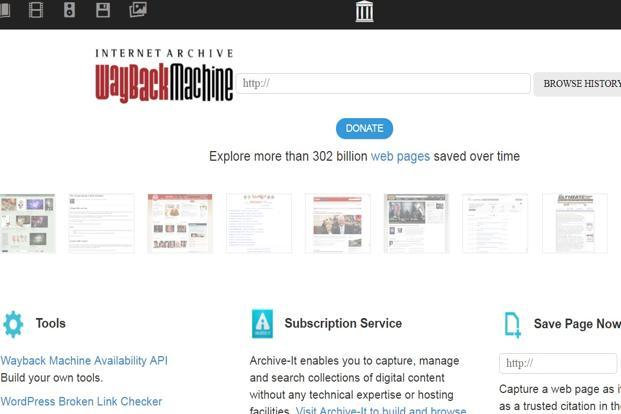 INTERNET ARCHIVE
WayBackMachine
http://
BROWSE HISTORY
DONATE
Explore more than 302 billion web pages saved over time
Tools
Wayback Machine Availability API
Build your own tools.
WordPress Broken Link Checker
Subscription Service
Archive-It enables you to capture, manage
and search collections of digital content
without any technical expertise or hosting
facilities. Visit Archive-It to build and browse
Save Page Now
http://
Capture a web page as it
as a trusted citation in the